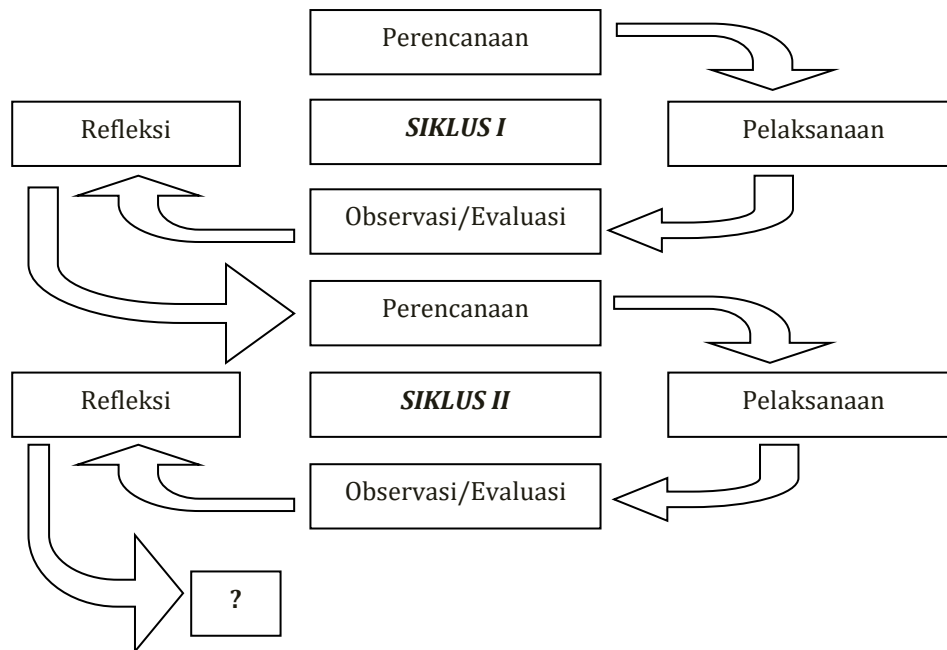 Perencanaan
Refleksi
SIKLUS I
Pelaksanaan
Observasi/Evaluasi
Perencanaan
Refleksi
SIKLUS II
Pelaksanaan
Observasi/Evaluasi
?